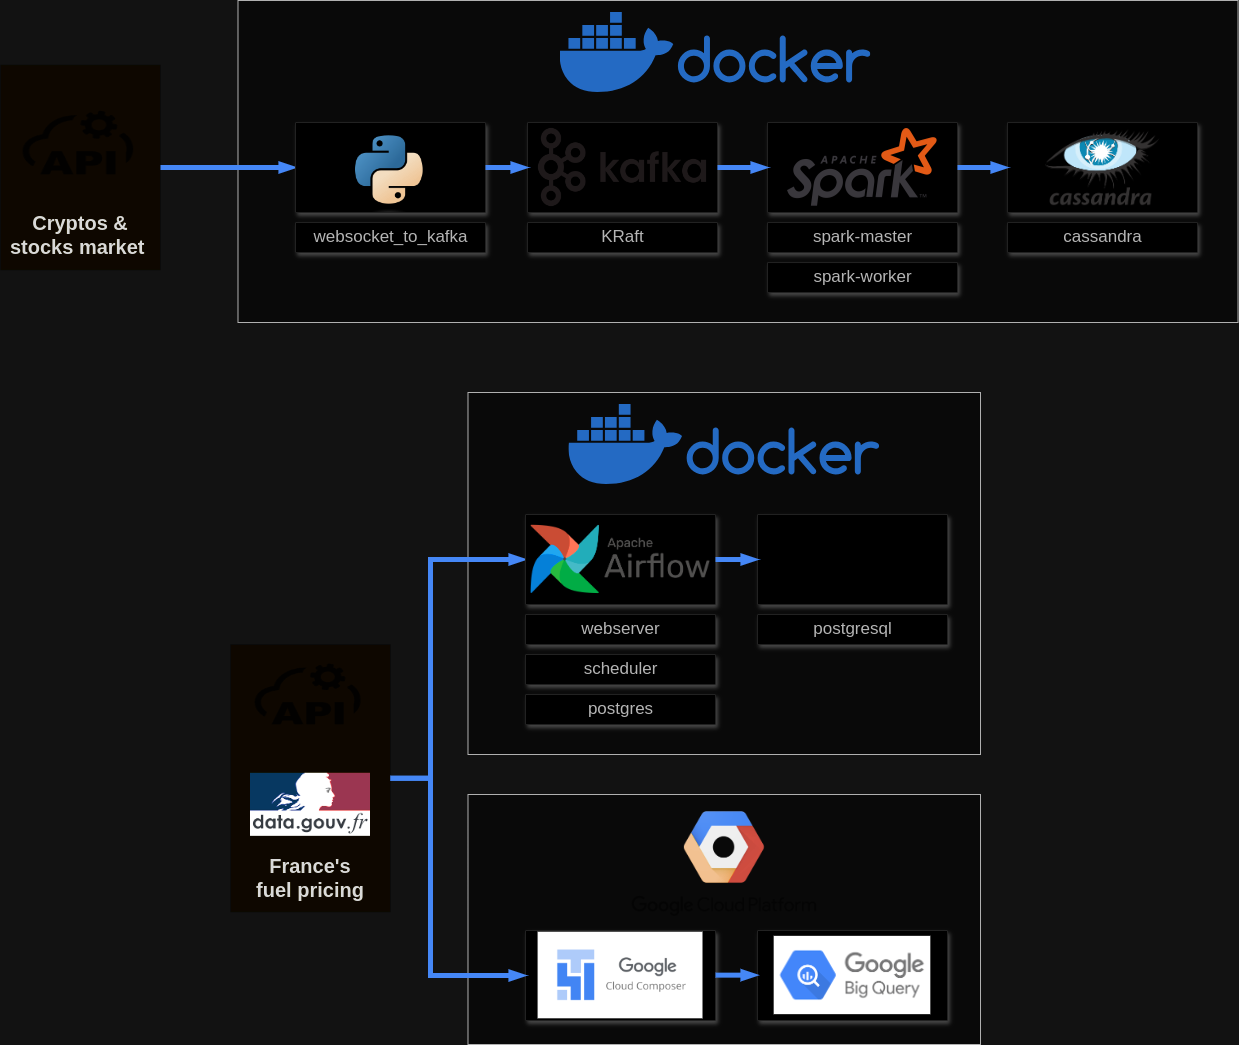 docker
API
Cryptos &
stocks market
kafka
APACHE
Spark™
cassandra
websocket_to_kafka
KRaft
spark-master
cassandra
spark-worker
docker
Apache
Airflow
webserver
postgresql
scheduler
postgres
API
data.gouv.fr
France's
fuel pricing
Google Cloud Platform
Google
Cloud Composer
Google
Big Query